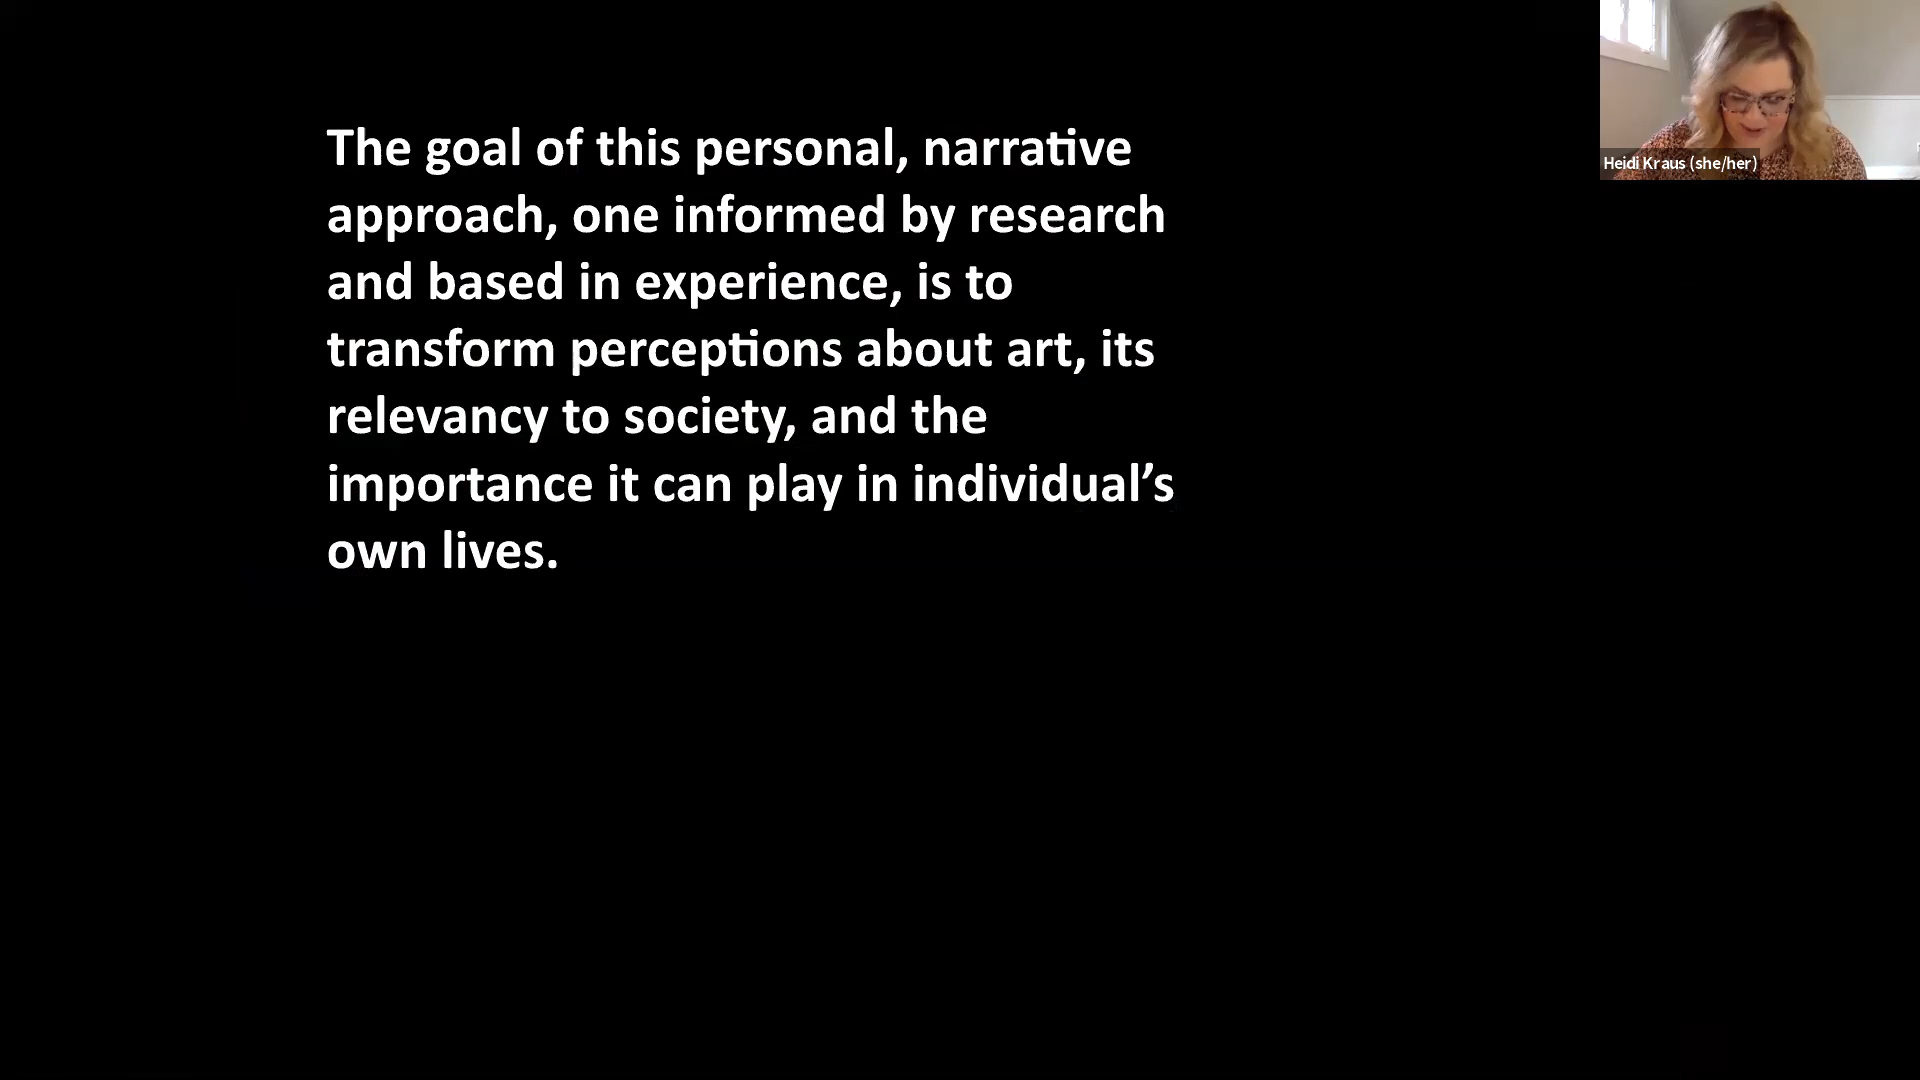 The goal of this personal, narrative
approach, one informed by research
and based in experience, is to
transform perceptions about art, its
relevancy to society, and the
importance it can play in individual’s
own lives.
Heidi Kraus (she/her)